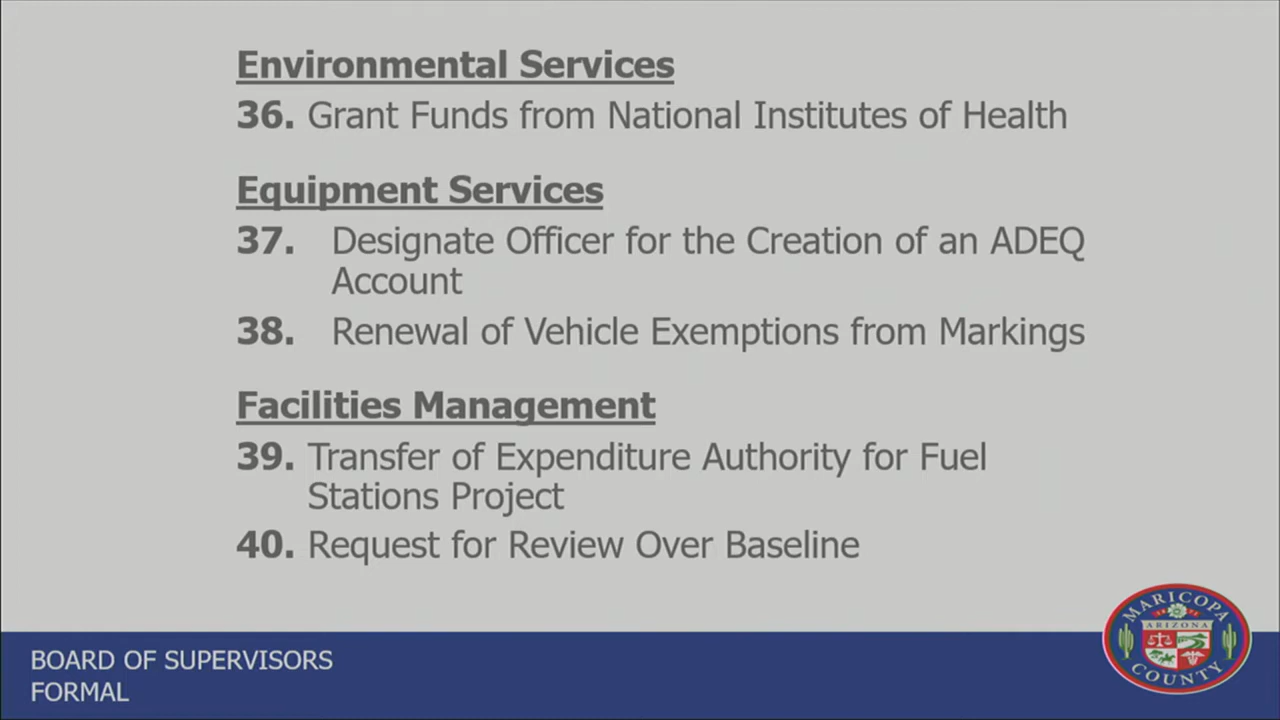 Environmental Services
36. Grant Funds from National Institutes of Health
Equipment Services
37. Designate Officer for the Creation of an ADEQ
Account
38. Renewal of Vehicle Exemptions from Markings
Facilities Management
39. Transfer of Expenditure Authority for Fuel
Stations Project
40. Request for Review Over Baseline
BOARD OF SUPERVISORS
FORMAL
MARICOPA
ARIZONA
COUNTY